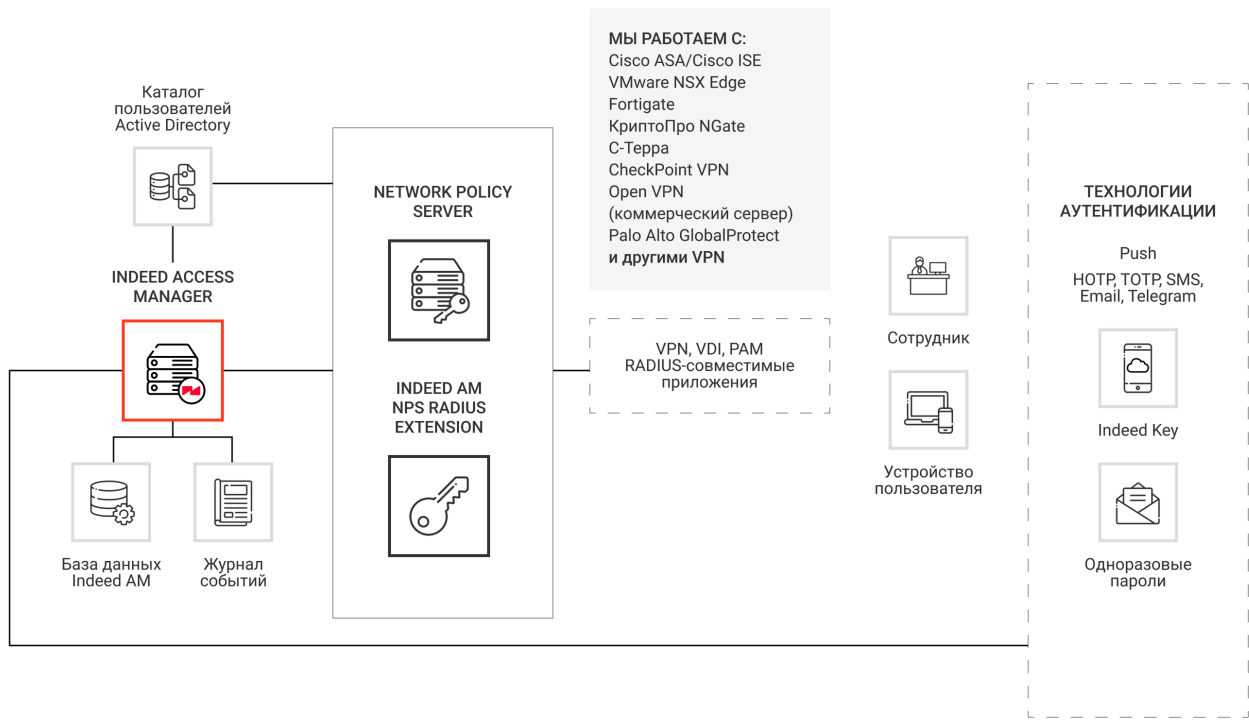 Каталог
пользователей
Active Directory
INDEED ACCESS
MANAGER
База данных
Indeed AM
Журнал
событий
NETWORK POLICY
SERVER
INDEED AM
NPS RADIUS
EXTENSION
МЫ РАБОТАЕМ С:
Cisco ASA/Cisco ISE
VMware NSX Edge
Fortigate
КриптоПро NGate
С-Терра
CheckPoint VPN
Open VPN
(коммерческий сервер)
Palo Alto GlobalProtect
и другими VPN
VPN, VDI, PAM
RADIUS-совместимые
приложения
Сотрудник
Устройство
пользователя
ТЕХНОЛОГИИ
АУТЕНТИФИКАЦИИ
Push
HOTP, TOTP, SMS,
Email, Telegram
Indeed Key
Одноразовые
пароли